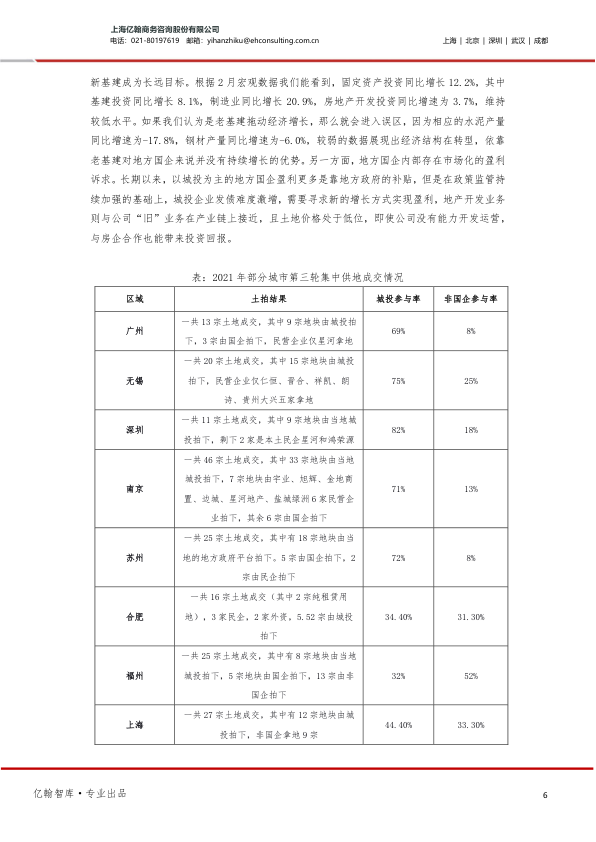 上海亿翰商务咨询股份有限公司
电话：021-80197619 邮箱：yihanzhiku@ehconsulting.com.cn
上海 | 北京 | 深圳 | 武汉 | 成都
新基建成为长远目标。根据 2 月宏观数据我们能看到，固定资产投资同比增长 12.2%，其中
基建投资同比增长 8.1%，制造业同比增长 20.9%，房地产开发投资同比增速为 3.7%，维持
较低水平。如果我们认为是老基建拖动经济增长，那么就会进入误区，因为相应的水泥产量
同比增速为-17.8%，钢材产量同比增速为-6.0%，较弱的数据展现出经济结构在转型，依靠
老基建对地方国企来说并没有持续增长的优势。另一方面，地方国企内部存在市场化的盈利
诉求。长期以来，以城投为主的地方国企盈利更多是靠地方政府的补贴，但是在政策监管持
续加强的基础上，城投企业发债难度激增，需要寻求新的增长方式实现盈利，地产开发业务
则与公司“旧”业务在产业链上接近，且土地价格处于低位，即使公司没有能力开发运营，
与房企合作也能带来投资回报。
表：2021 年部分城市第三轮集中供地成交情况
区域 土拍结果 城投参与率 非国企参与率
一共 13 宗土地成交，其中 9 宗地块由城投拍
广州 69% 8%
下，3 宗由国企拍下，民营企业仅星河拿地
一共 20 宗土地成交，其中 15 宗地块由城投
无锡 拍下，民营企业仅仁恒、晋合、祥凯、朗 75% 25%
诗、贵州大兴五家拿地
一共 11 宗土地成交，其中 9 宗地块由当地城
深圳 82% 18%
投拍下，剩下 2 家是本土民企星河和鸿荣源
一共 46 宗土地成交，其中 33 宗地块由当地
城投拍下，7 宗地块由宇业、旭辉、金地商
南京 71% 13%
置、边城、星河地产、盐城绿洲 6 家民营企
业拍下，其余 6 宗由国企拍下
一共 25 宗土地成交，其中有 18 宗地块由当
苏州 地的地方政府平台拍下。5 宗由国企拍下，2 72% 8%
宗由民企拍下
一共 16 宗土地成交（其中 2 宗纯租赁用
合肥 地），3 家民企，2 家外资，5.52 宗由城投 34.40% 31.30%
拍下
一共 25 宗土地成交，其中有 8 宗地块由当地
福州 城投拍下，5 宗地块由国企拍下，13 宗由非 32% 52%
国企拍下
一共 27 宗土地成交，其中有 12 宗地块由城
上海 44.40% 33.30%
投拍下，非国企拿地 9 宗
亿翰智库·专业出品
6